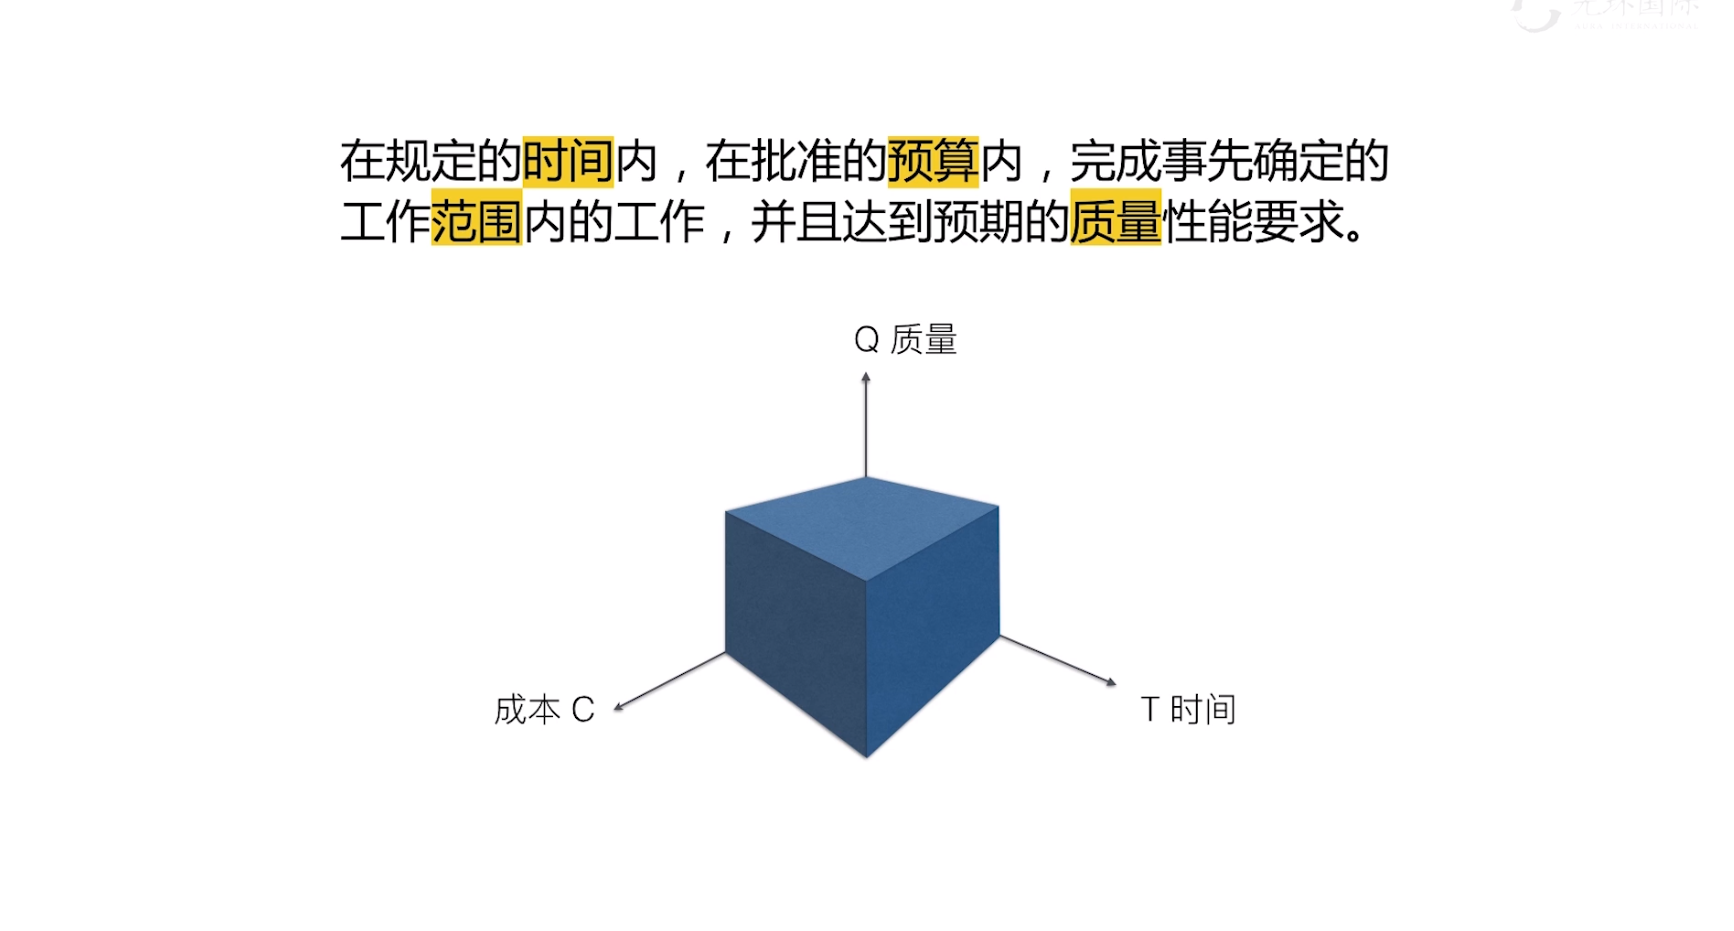 在规定的时间内，在批准的预算内，完成事先确定的
工作范围内的工作，并且达到预期的质量性能要求。
Q 质量
成本 C
T 时间